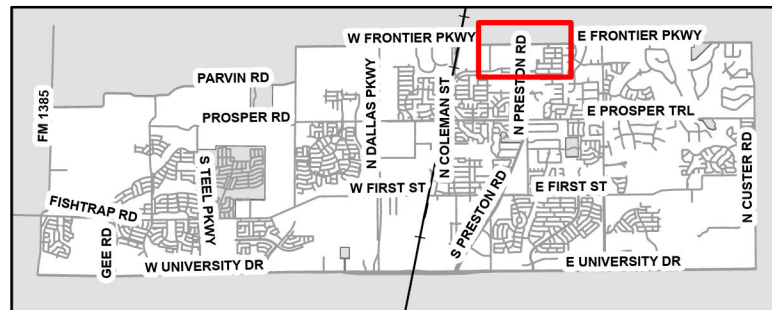 W FRONTIER PKWY
E FRONTIER PKWY
PARVIN RD
FM 1385
N DALLAS PKWY
N COLEMAN ST
N PRESTON RD
PROSPER RD
E PROSPER TRL
S TEEL PKWY
W FIRST ST
E FIRST ST
N CUSTER RD
FISHTRAP RD
GEE RD
S PRESTON RD
W UNIVERSITY DR
E UNIVERSITY DR